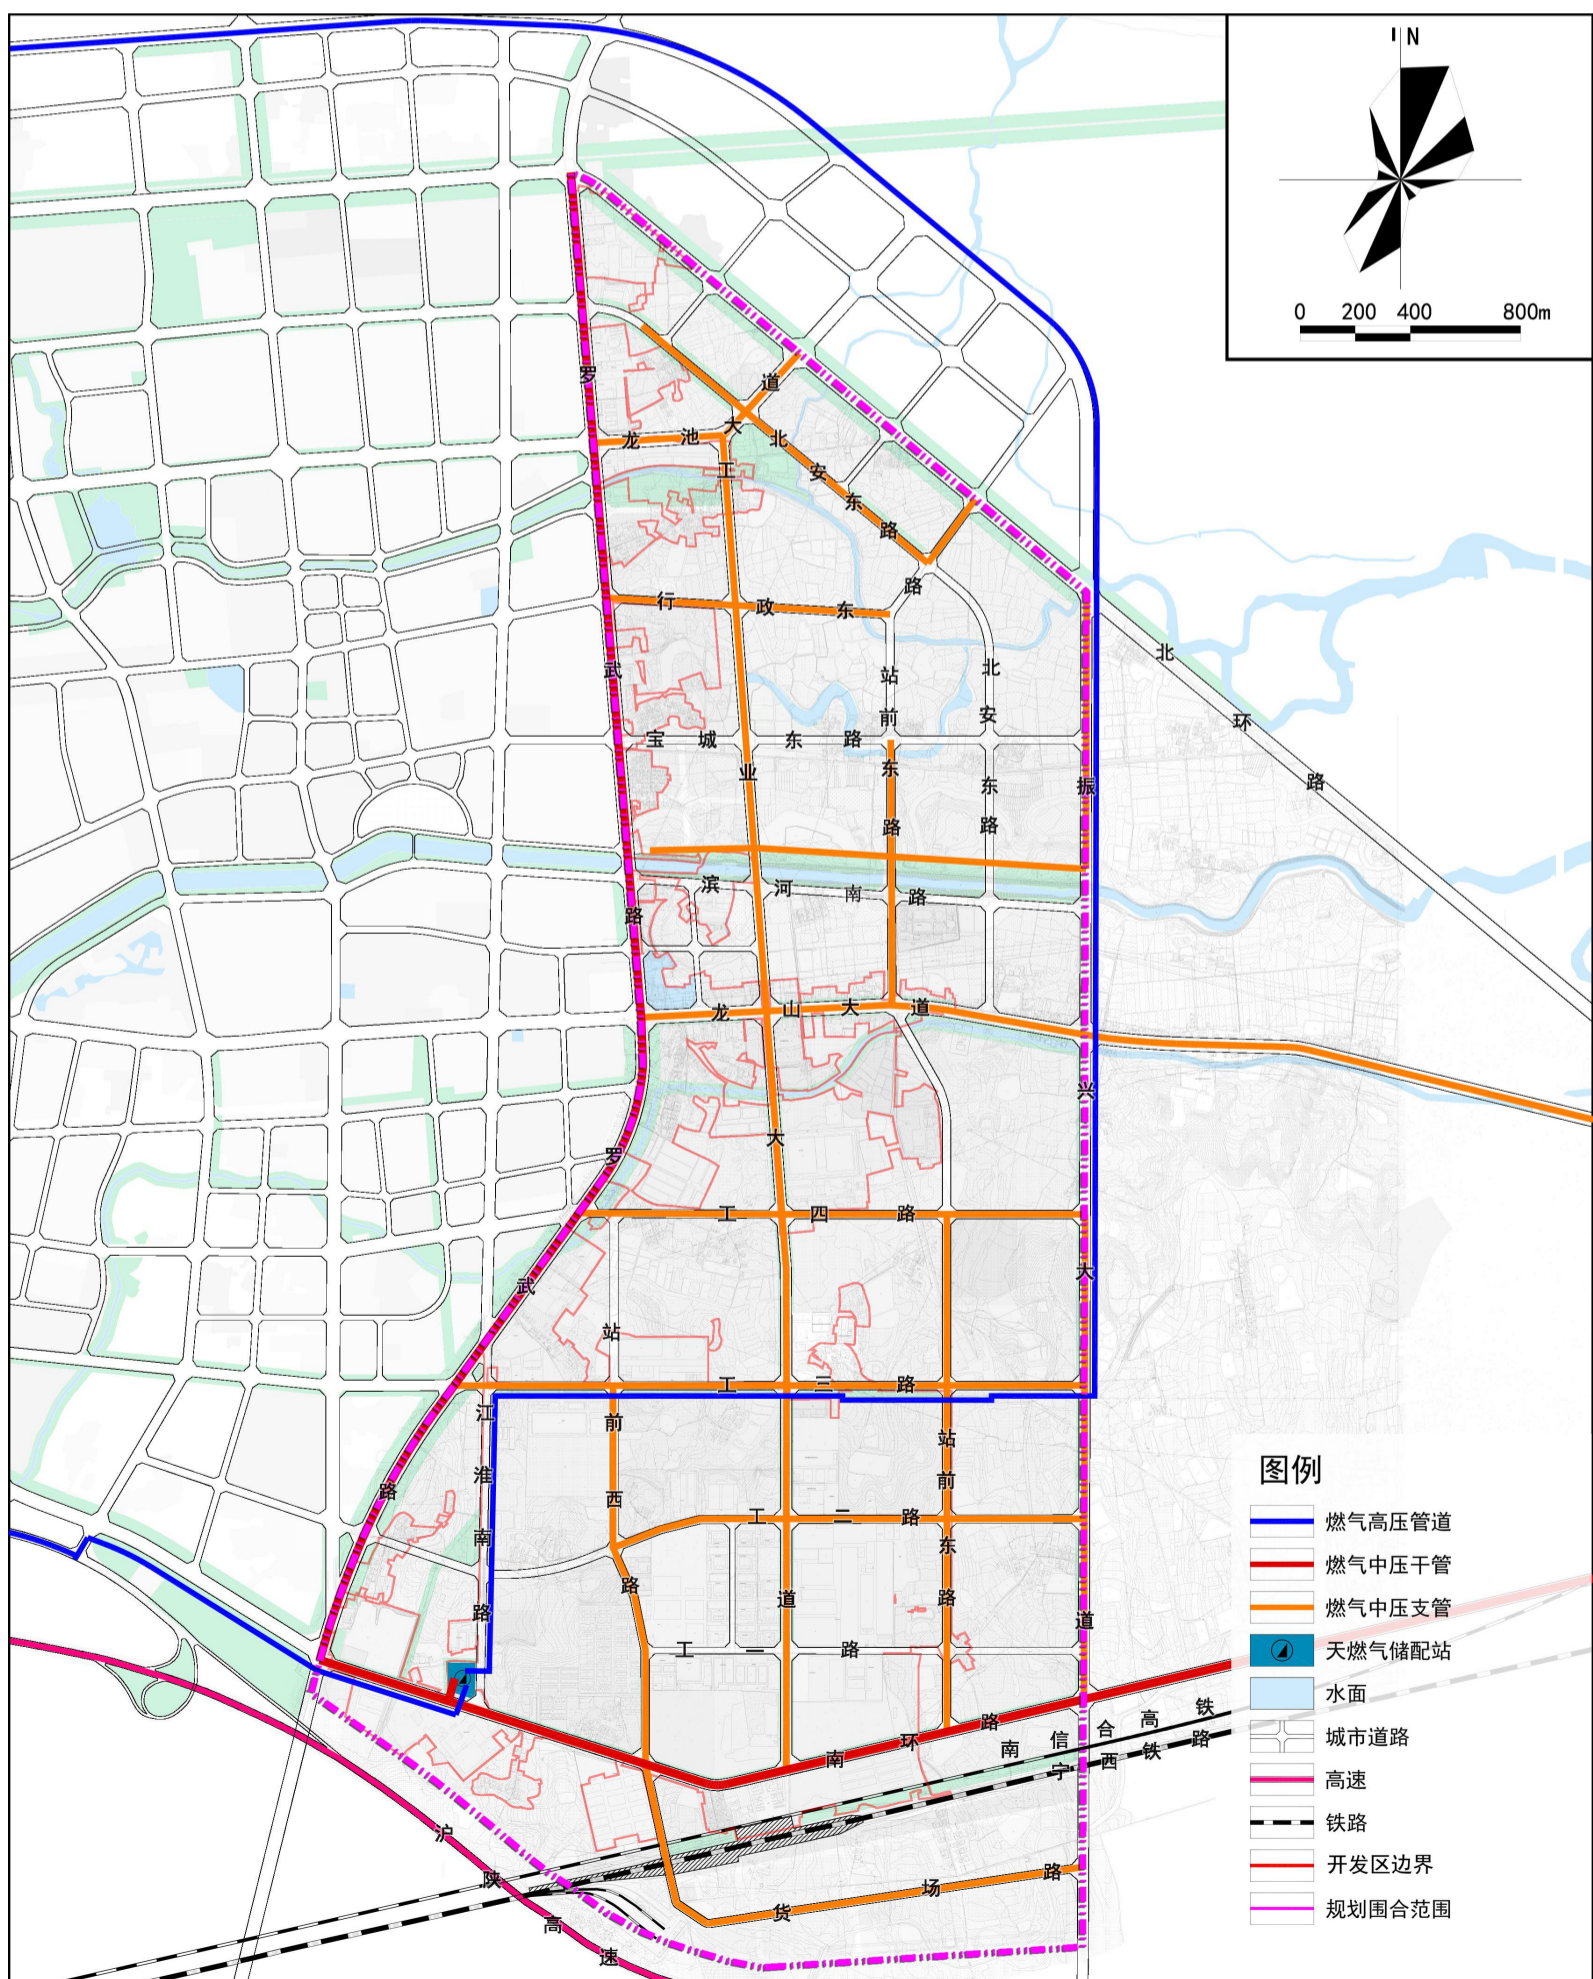 N
0 200 400 800m
罗武路
罗武路
龙池大道
北安东路
工业大道
行政东路
站前东路
北安东路
宝城东路
北环路
振兴大道
滨河南路
龙山大道
工四路
站前西路
工三路
江淮南路
站前东路
工二路
工一路
南环路
南信合高铁
宁西铁路
沪陕高速
货场路
图例
燃气高压管道
燃气中压干管
燃气中压支管
天燃气储配站
水面
城市道路
高速
铁路
开发区边界
规划围合范围